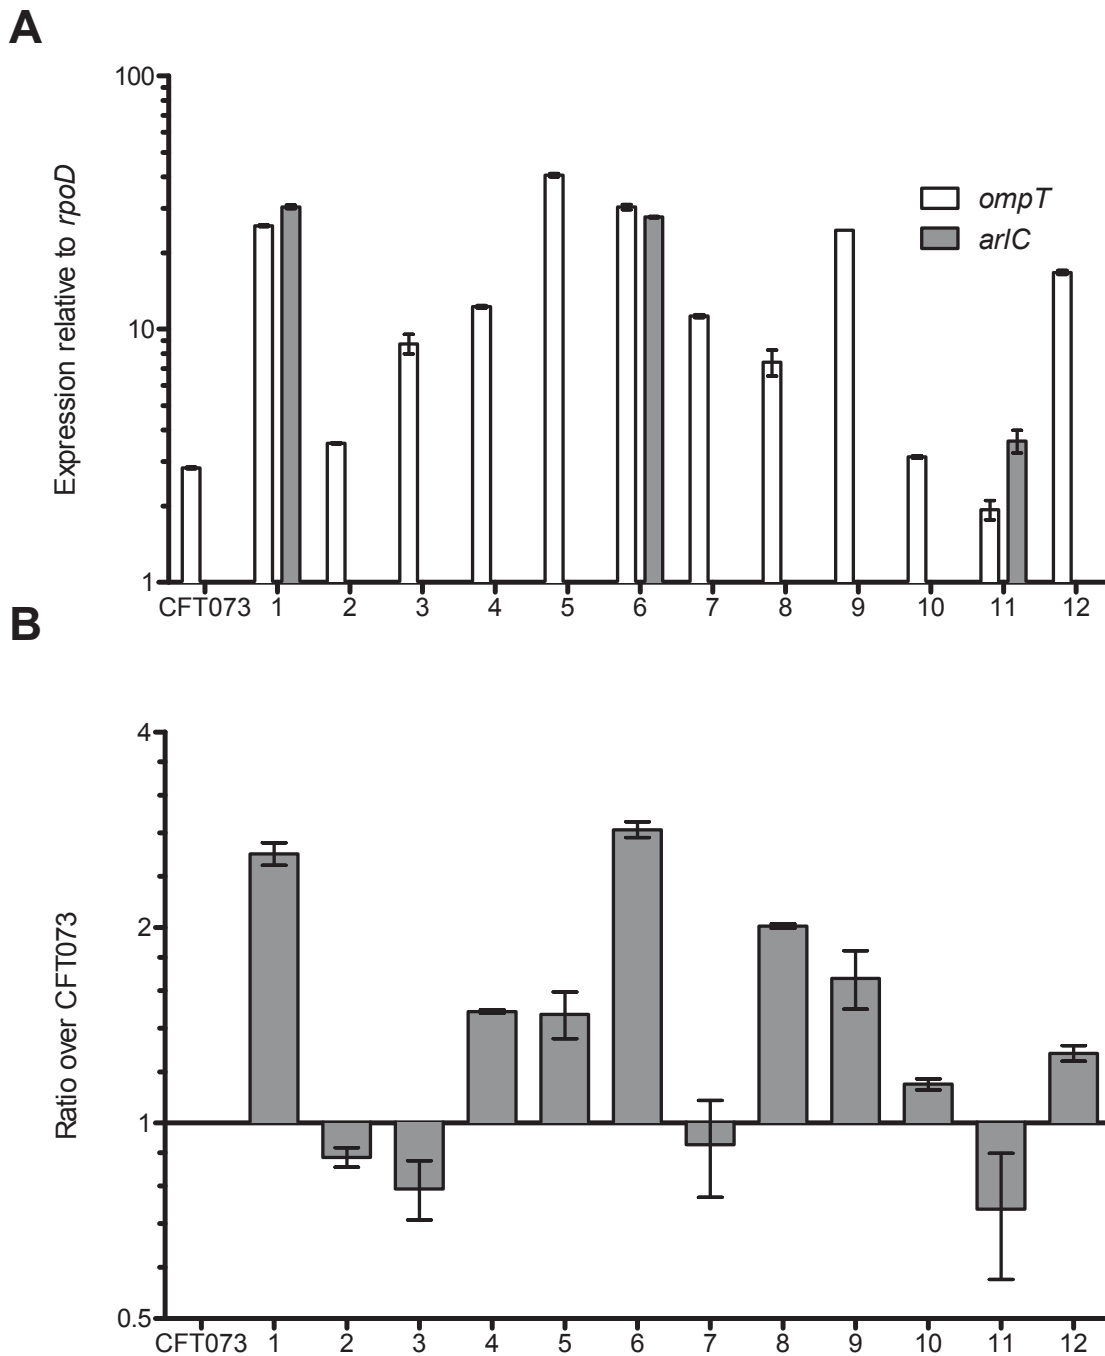 A
100
10
1
Expression relative to rpoD
ompT
arlC
CFT073 1 2 3 4 5 6 7 8 9 10 11 12
B
4
2
1
0.5
Ratio over CFT073
CFT073 1 2 3 4 5 6 7 8 9 10 11 12